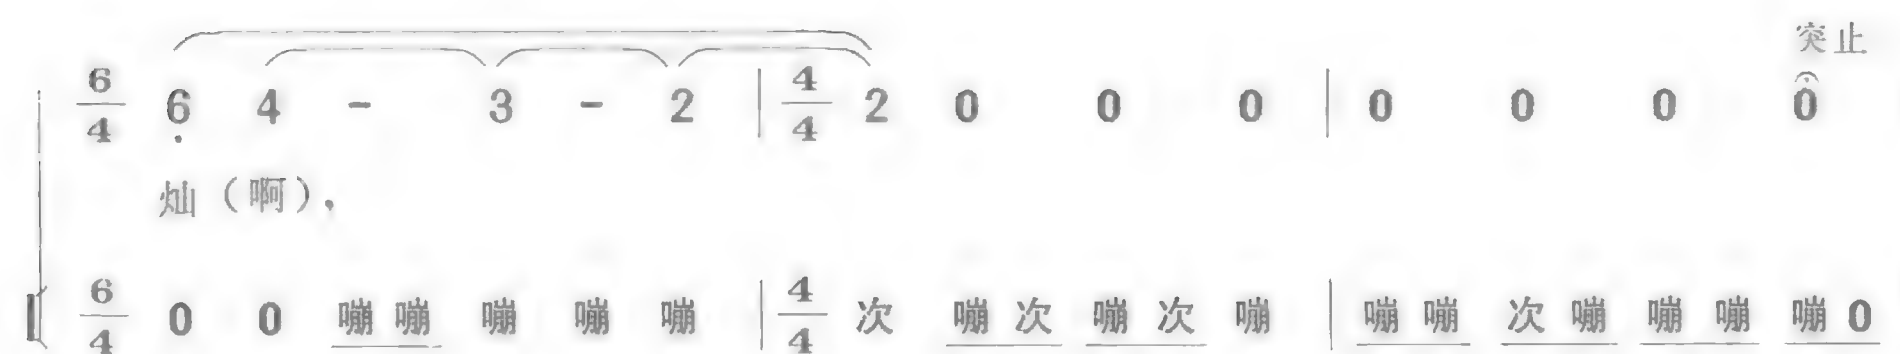 突止
6/4 6̣ 4 - 3 - 2 | 4/4 2 0 0 0 | 0 0 0 0
灿（啊），
6/4 0 0 嘣嘣 嘣 嘣 嘣 | 4/4 次 嘣次 嘣次 嘣 | 嘣嘣 次嘣 嘣嘣 嘣0